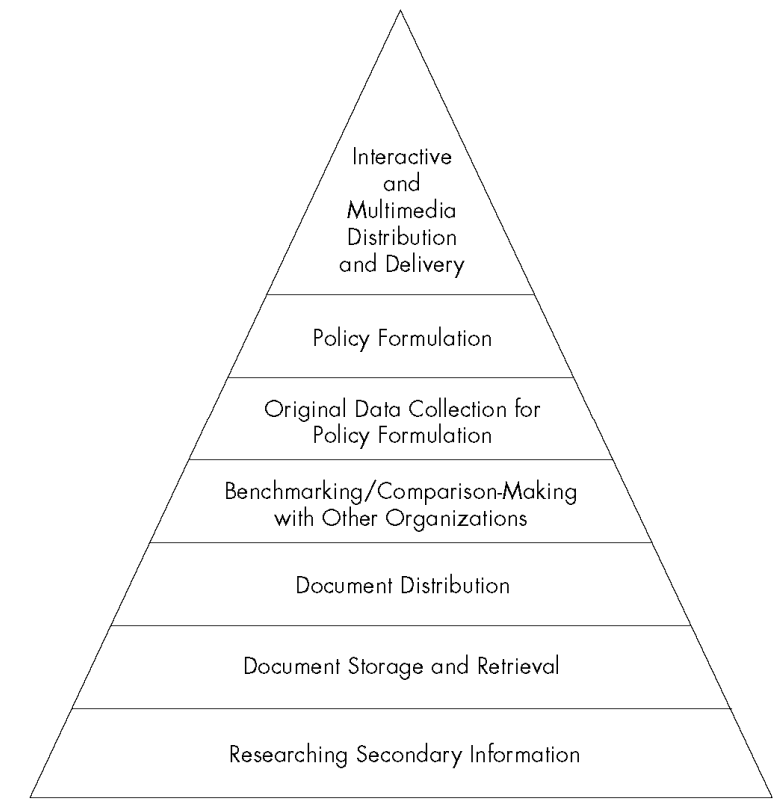 Interactive
and
Multimedia
Distribution
and Delivery
Policy Formulation
Original Data Collection for
Policy Formulation
Benchmarking/Comparison-Making
with Other Organizations
Document Distribution
Document Storage and Retrieval
Researching Secondary Information